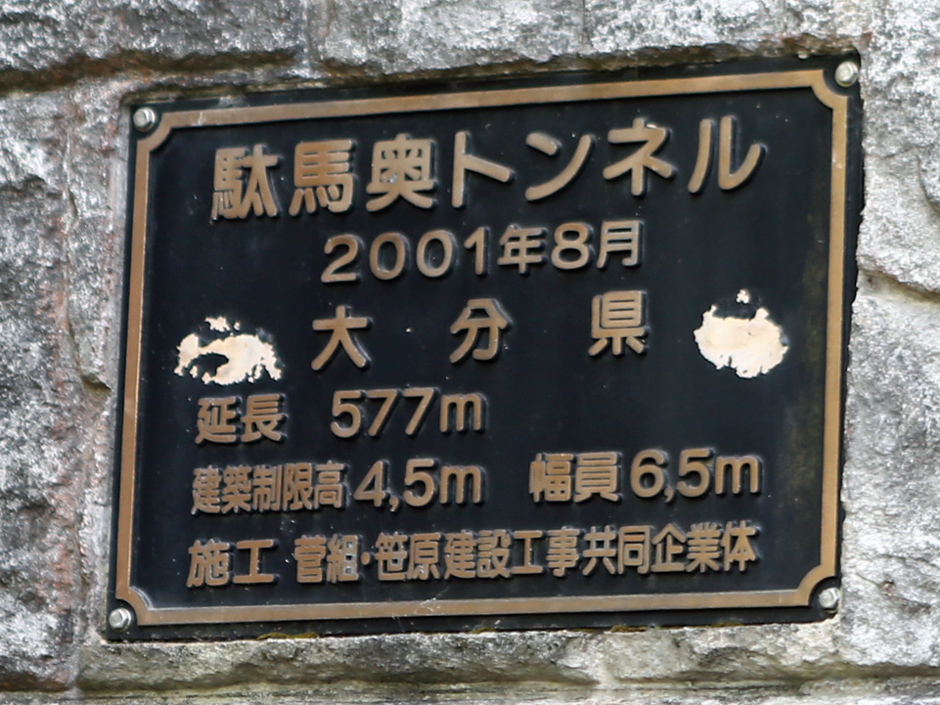 駄馬奥トンネル
2001年8月
大分県
延長 577m
建築制限高4,5m 幅員6,5m
施工 菅組・笹原建設工事共同企業体